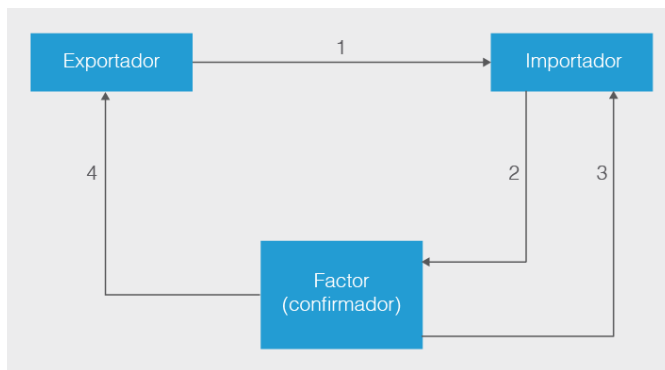 1
Exportador
Importador
4
2
3
Factor
(confirmador)